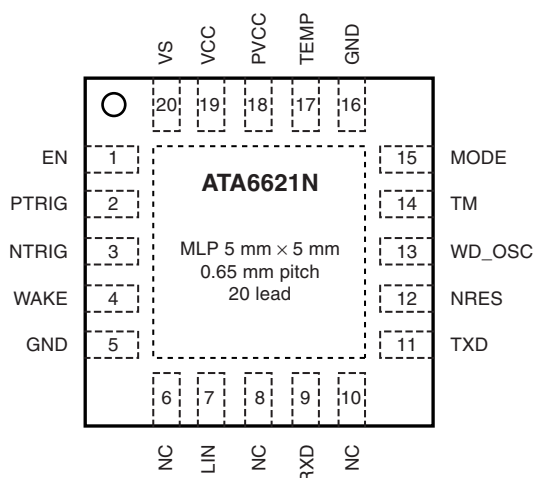 VS
VCC
PVCC
TEMP
GND
20
19
18
17
16
EN
1
PTRIG
2
NTRIG
3
WAKE
4
GND
5
ATA6621N
MLP 5 mm × 5 mm
0.65 mm pitch
20 lead
15
MODE
14
TM
13
WD_OSC
12
NRES
11
TXD
6
7
8
9
10
NC
LIN
NC
RXD
NC